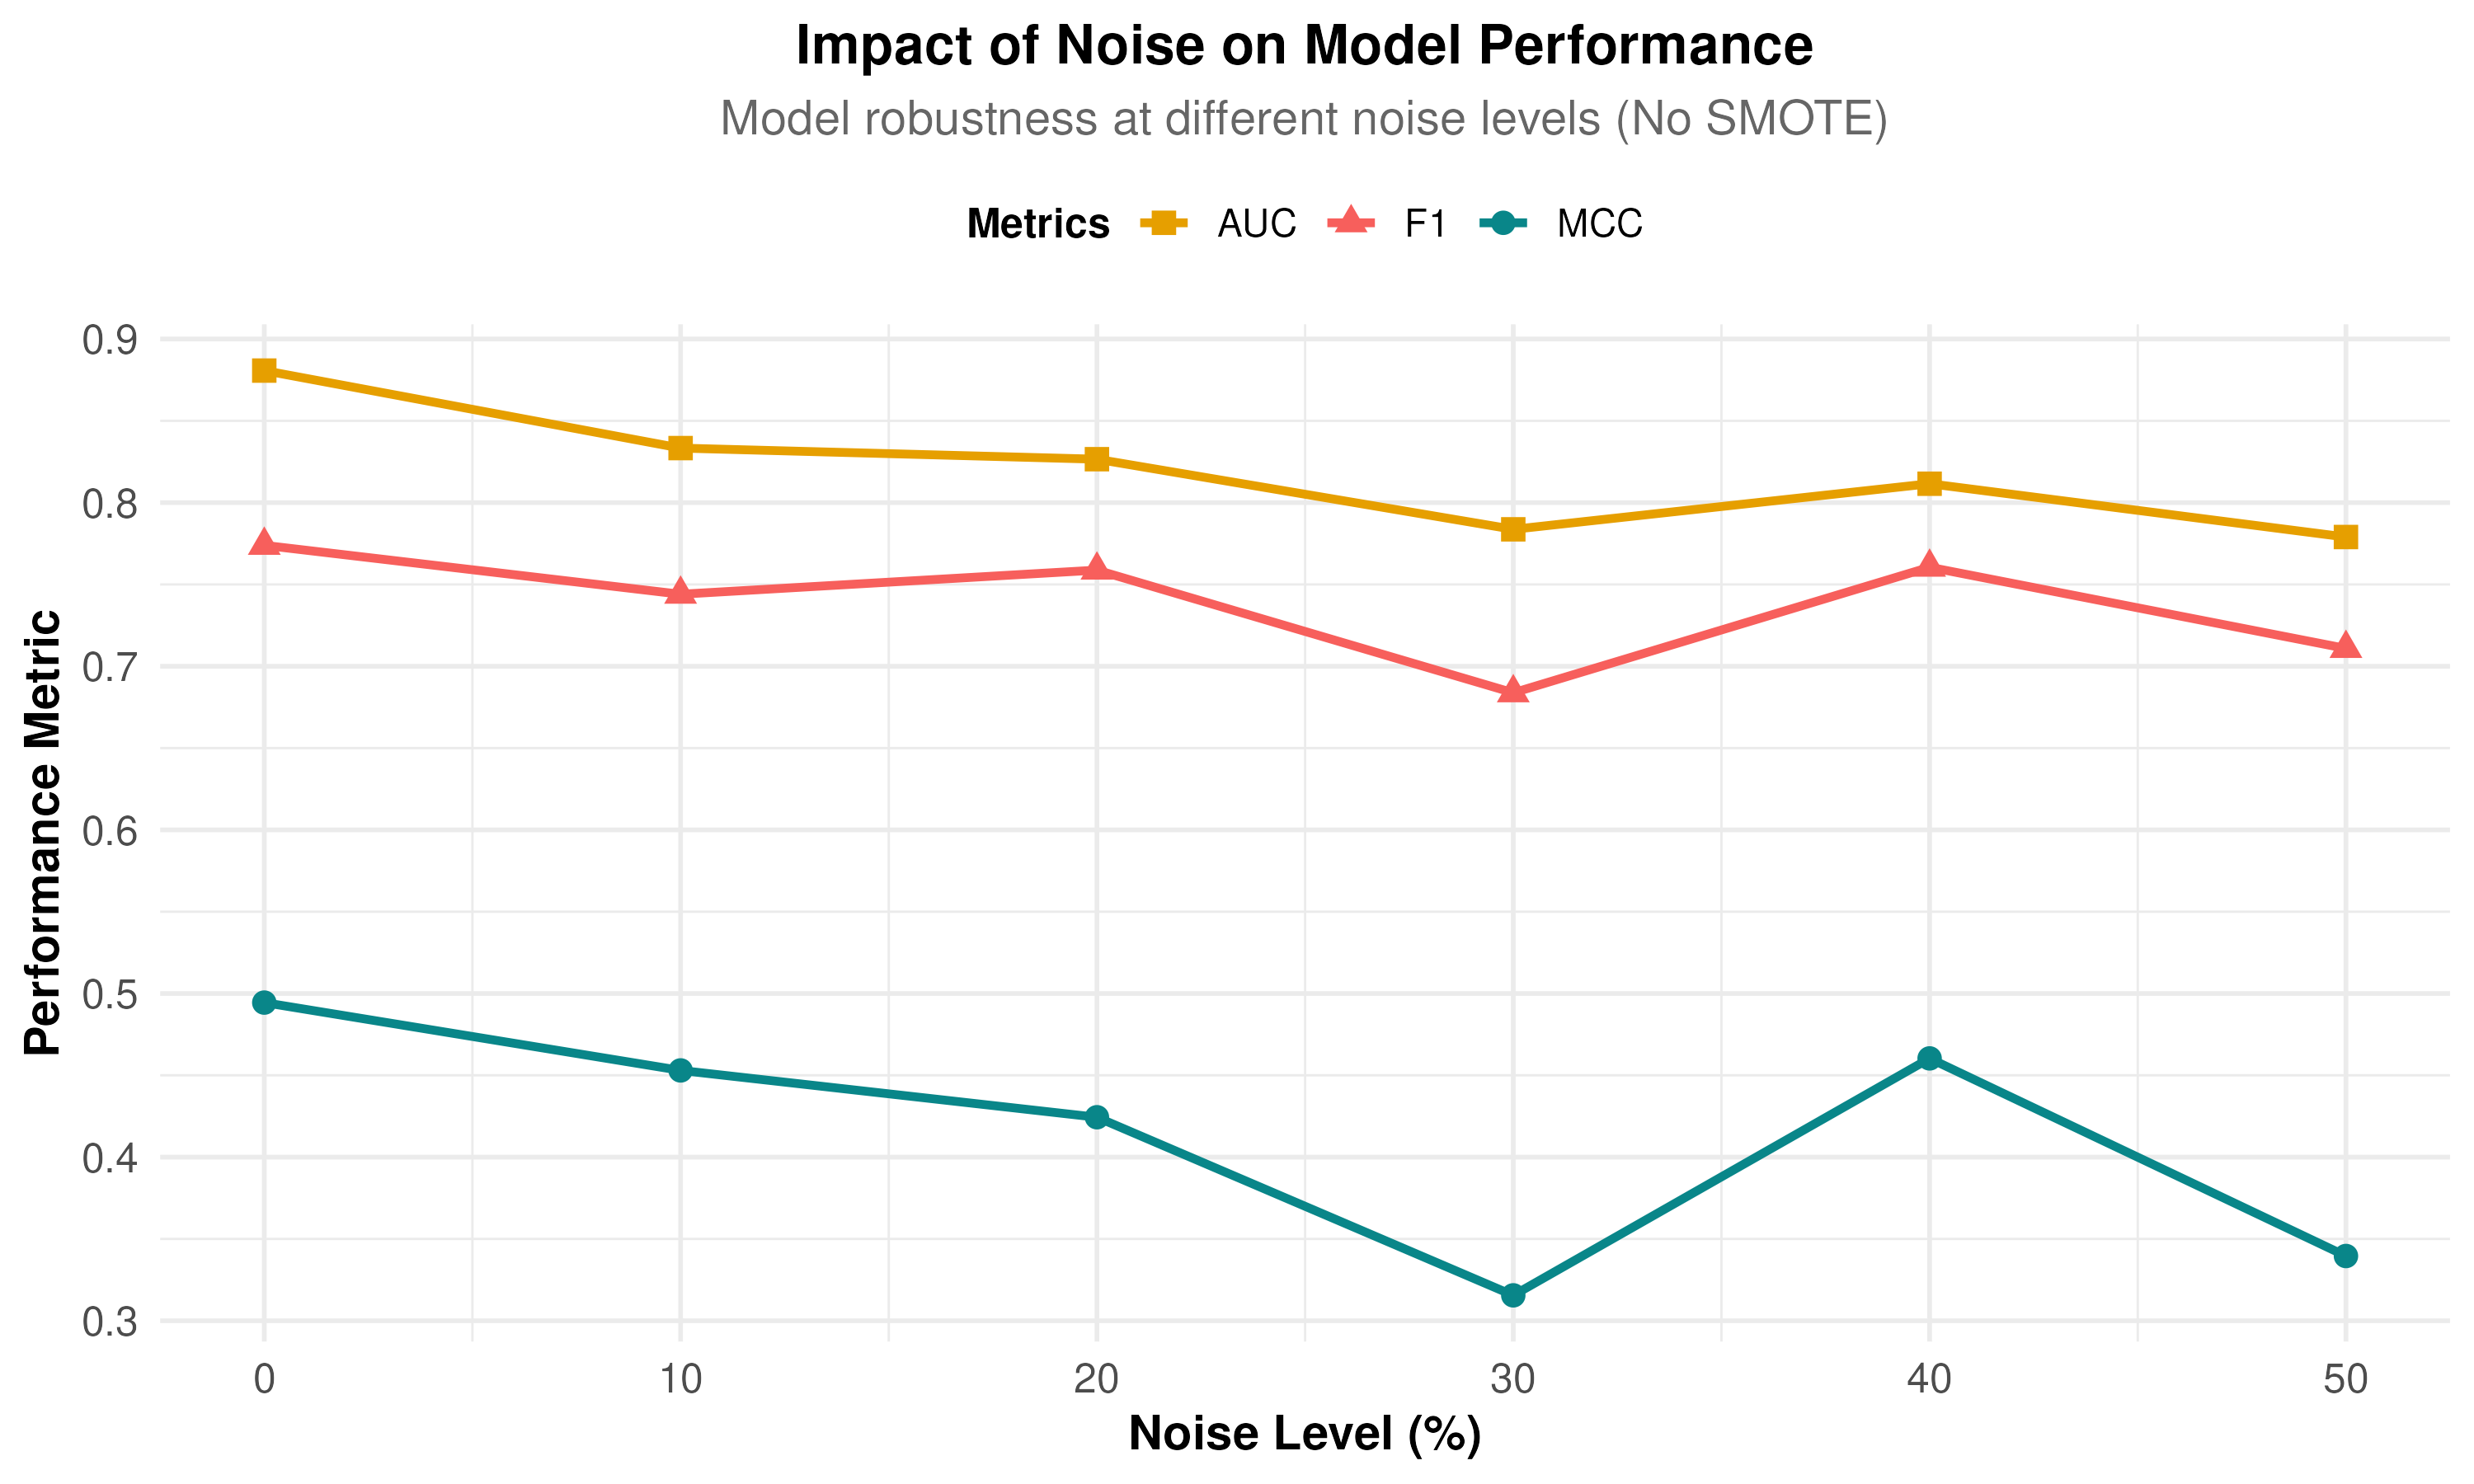 Impact of Noise on Model Performance
Model robustness at different noise levels (No SMOTE)
Metrics AUC F1 MCC
Performance Metric
0.9
0.8
0.7
0.6
0.5
0.4
0.3
0 10 20 30 40 50
Noise Level (%)